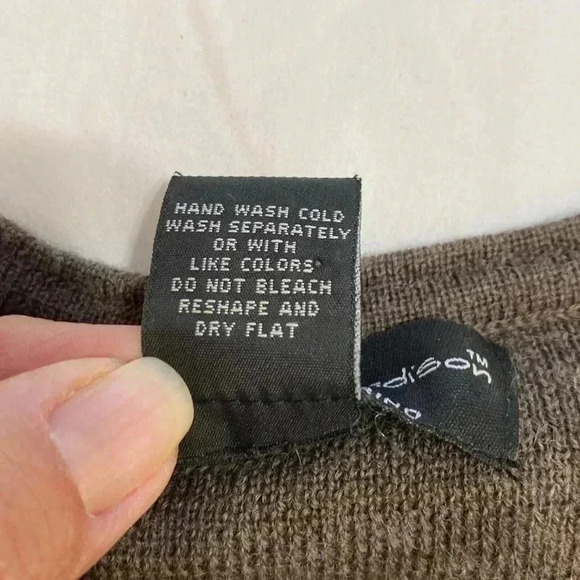 HAND WASH COLD
WASH SEPARATELY
OR WITH
LIKE COLORS
DO NOT BLEACH
RESHAPE AND
DRY FLAT